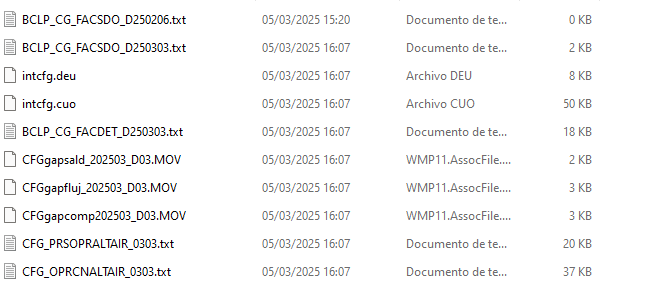 BCLP_CG_FACSDO_D250206.txt 05/03/2025 15:20 Documento de te... 0 KB
BCLP_CG_FACSDO_D250303.txt 05/03/2025 16:07 Documento de te... 2 KB
intcfg.deu 05/03/2025 16:07 Archivo DEU 8 KB
intcfg.cuo 05/03/2025 16:07 Archivo CUO 50 KB
BCLP_CG_FACDET_D250303.txt 05/03/2025 16:07 Documento de te... 18 KB
CFGgapsald_202503_D03.MOV 05/03/2025 16:07 WMP11.AssocFile.... 2 KB
CFGgapfluj_202503_D03.MOV 05/03/2025 16:07 WMP11.AssocFile.... 3 KB
CFGgapcomp202503_D03.MOV 05/03/2025 16:07 WMP11.AssocFile.... 3 KB
CFG_PRSOPRALTAIR_0303.txt 05/03/2025 16:07 Documento de te... 20 KB
CFG_OPRCNALTAIR_0303.txt 05/03/2025 16:07 Documento de te... 37 KB